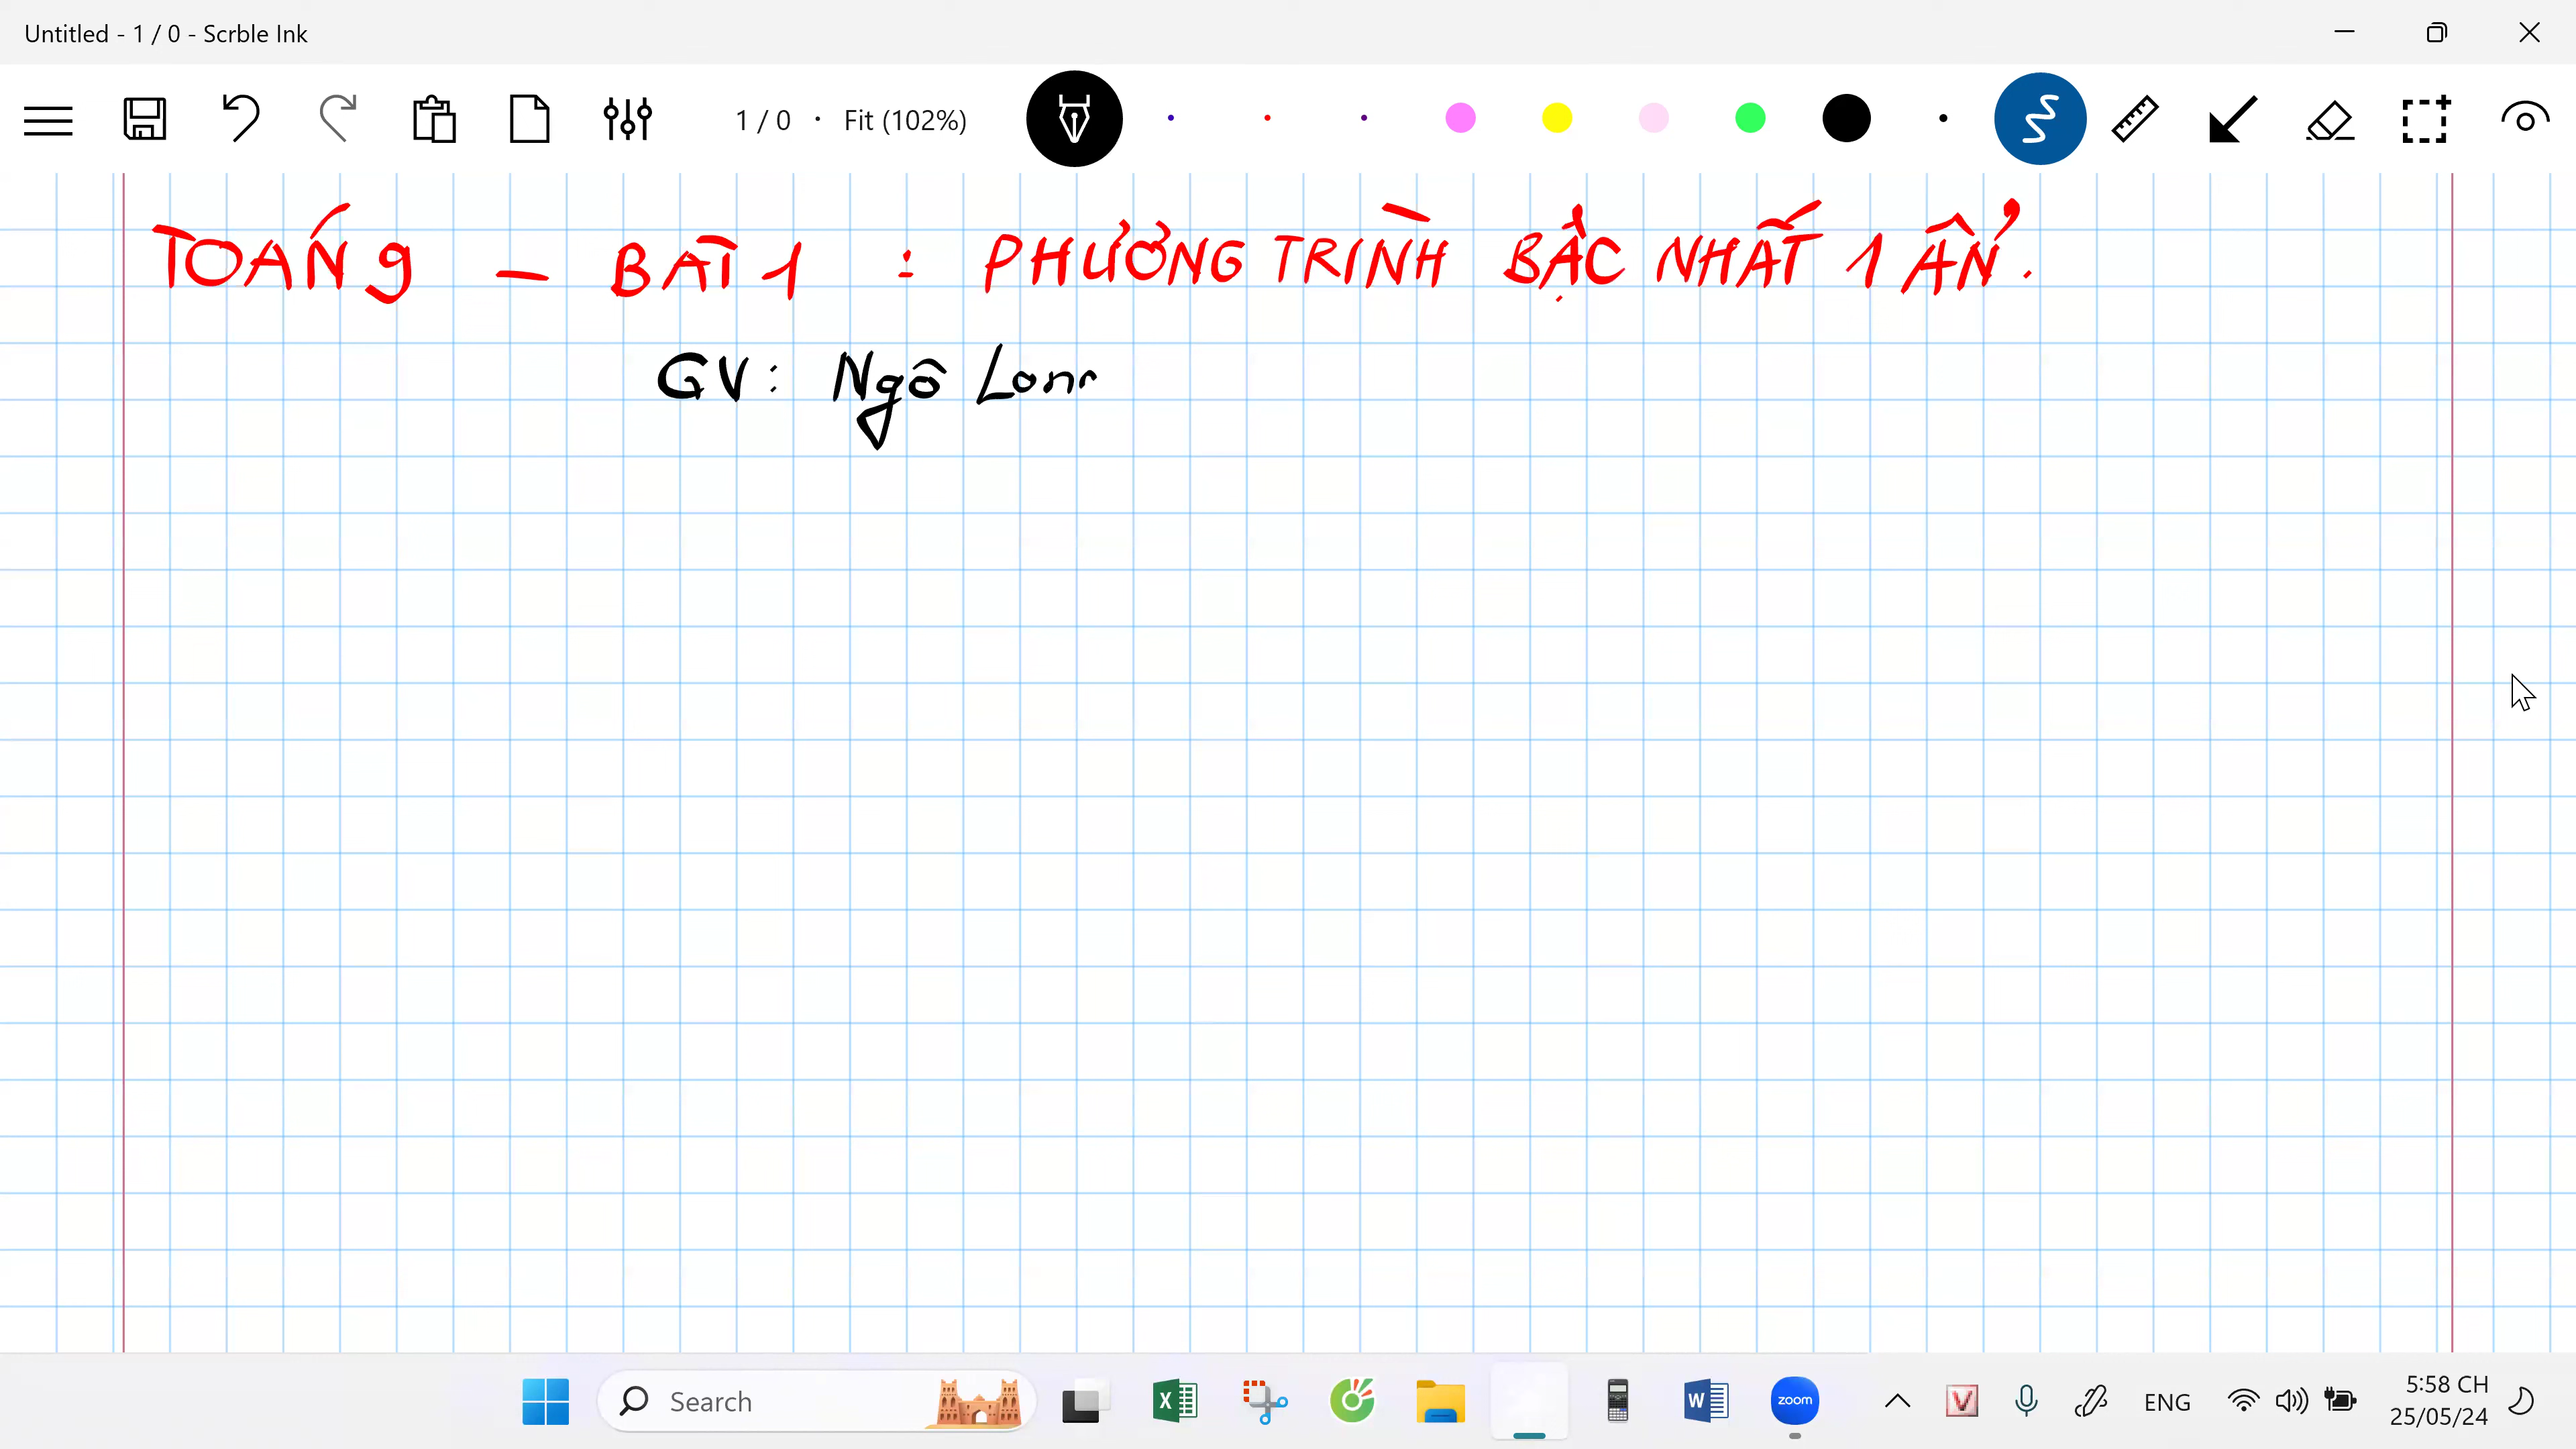 Untitled - 1 / 0 - Scrble Ink
1 / 0 · Fit (102%)
TOÁN 9 – BÀI 1 : PHƯƠNG TRÌNH BẬC NHẤT 1 ẨN.
GV: Ngô
Search
zoom
ENG
5:58 CH
25/05/24